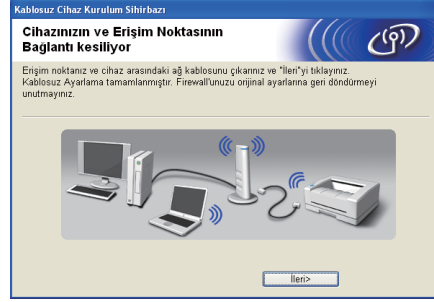 Kablosuz Cihaz Kurulum Sihirbazı
Cihazınızın ve Erişim Noktasının
Bağlantı kesiliyor
Erişim noktanız ve cihaz arasındaki ağ kablosunu çıkarınız ve "İleri"yi tıklayınız.
Kablosuz Ayarlama tamamlanmıştır. Firewall'unuzu orijinal ayarlarına geri döndürmeyi
unutmayınız.
İleri>